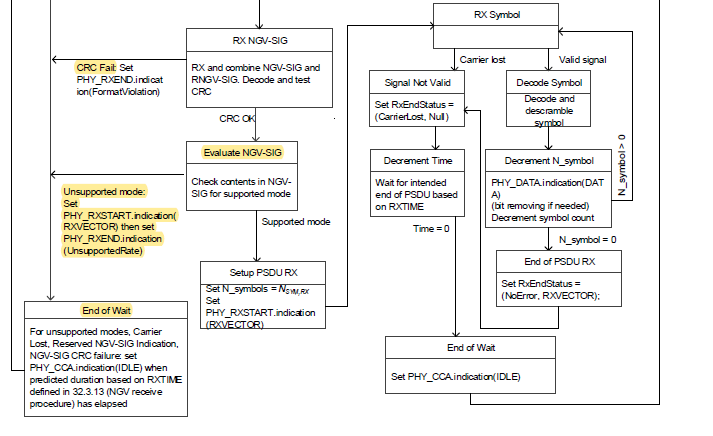 RX NGV-SIG
RX and combine NGV-SIG and
RNGV-SIG. Decode and test
CRC
CRC Fail: Set
PHY_RXEND.indicat
ion(FormatViolation)
CRC OK
Evaluate NGV-SIG
Check contents in NGV-
SIG for supported mode
Unsupported mode:
Set
PHY_RXSTART.indication(
RXVECTOR) then set
PHY_RXEND.indication
(UnsupportedRate)
Supported mode
Setup PSDU RX
Set N_symbols = N_SYM,RX
Set
PHY_RXSTART.indication
(RXVECTOR)
End of Wait
For unsupported modes, Carrier
Lost, Reserved NGV-SIG Indication,
NGV-SIG CRC failure: set
PHY_CCA.indication(IDLE) when
predicted duration based on RXTIME
defined in 32.3.13 (NGV receive
procedure) has elapsed
RX Symbol
Carrier lost
Valid signal
Signal Not Valid
Set RxEndStatus =
(CarrierLost, Null)
Decode Symbol
Decode and
descramble
symbol
Decrement Time
Wait for intended
end of PSDU based
on RXTIME
Decrement N_symbol
PHY_DATA.indication(DAT
A)
(bit removing if needed)
Decrement symbol count
N_symbol > 0
Time = 0
N_symbol = 0
End of PSDU RX
Set RxEndStatus =
(NoError, RXVECTOR);
End of Wait
Set PHY_CCA.indication(IDLE)